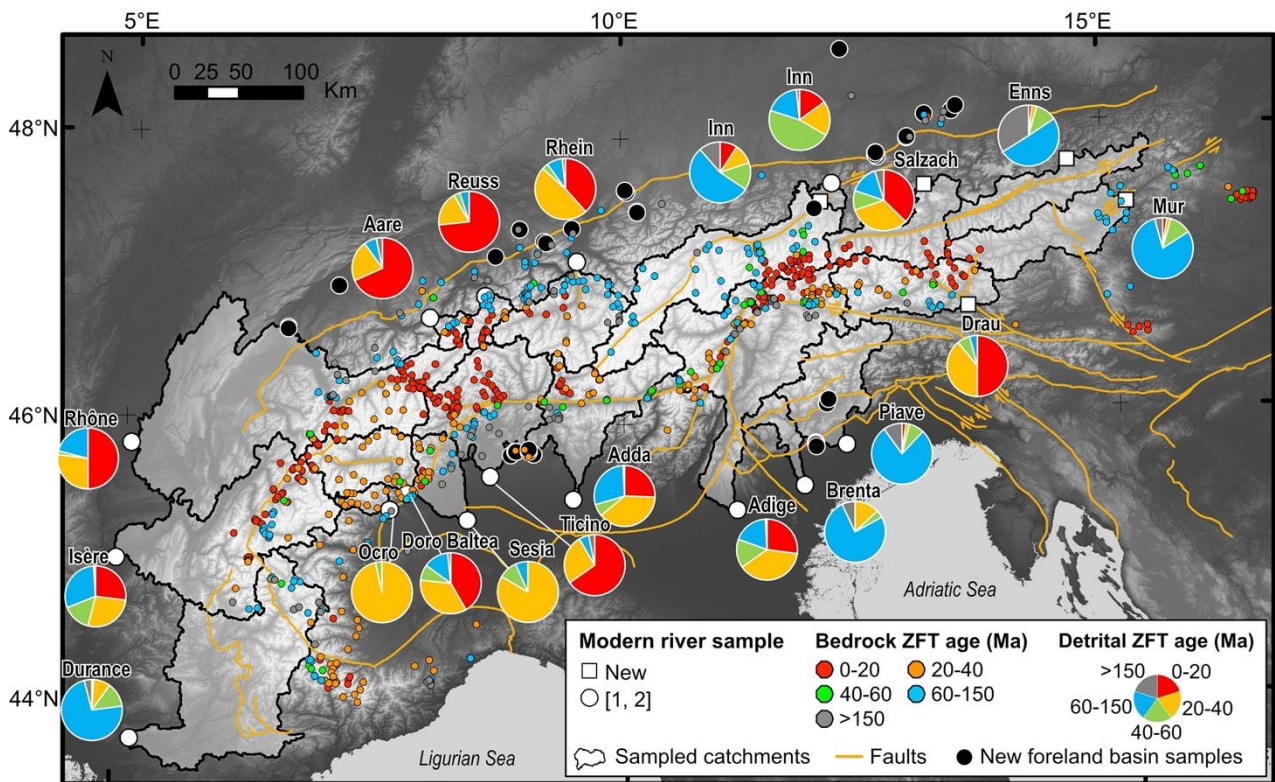 5°E 10°E 15°E
N
0 25 50 100
Km
48°N
46°N
44°N
Inn
Enns
Inn
Rhein
Salzach
Reuss
Aare
Mur
Drau
Rhône
Piave
Adda
Brenta
Adige
Ticino
Isère
Ocro
Doro Baltea
Sesia
Durance
Adriatic Sea
Ligurian Sea
Modern river sample
New
[1, 2]
Bedrock ZFT age (Ma)
0-20 20-40
40-60 60-150
>150
Detrital ZFT age (Ma)
>150 0-20
60-150 20-40
40-60
Sampled catchments Faults New foreland basin samples